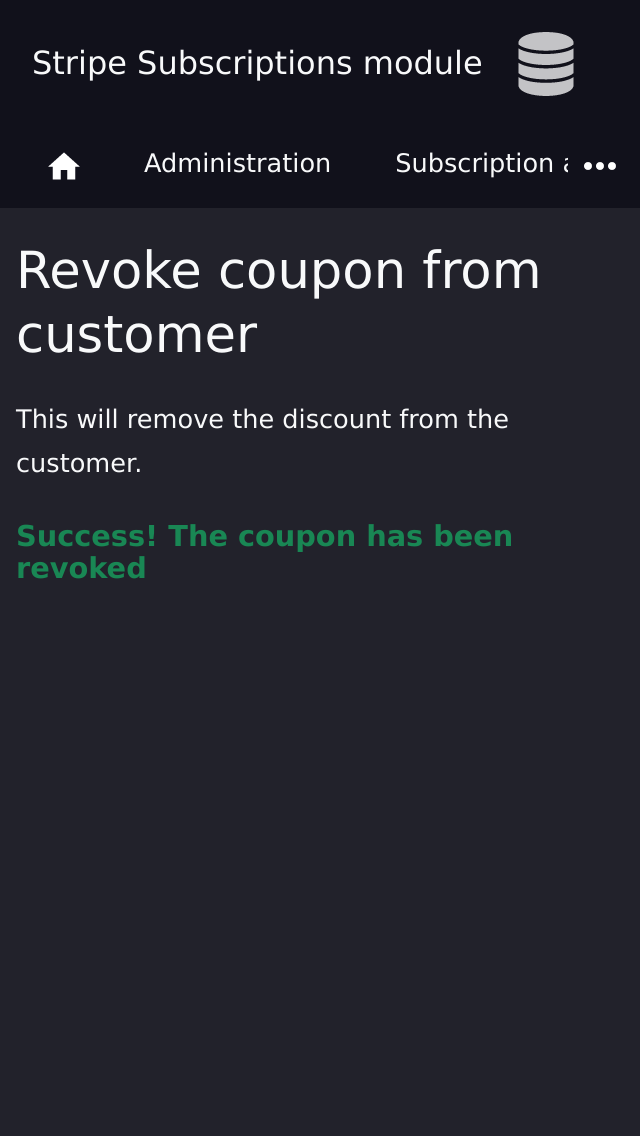 Stripe Subscriptions module
Administration
Subscription
Revoke coupon from
customer
This will remove the discount from the
customer.
Success! The coupon has been
revoked